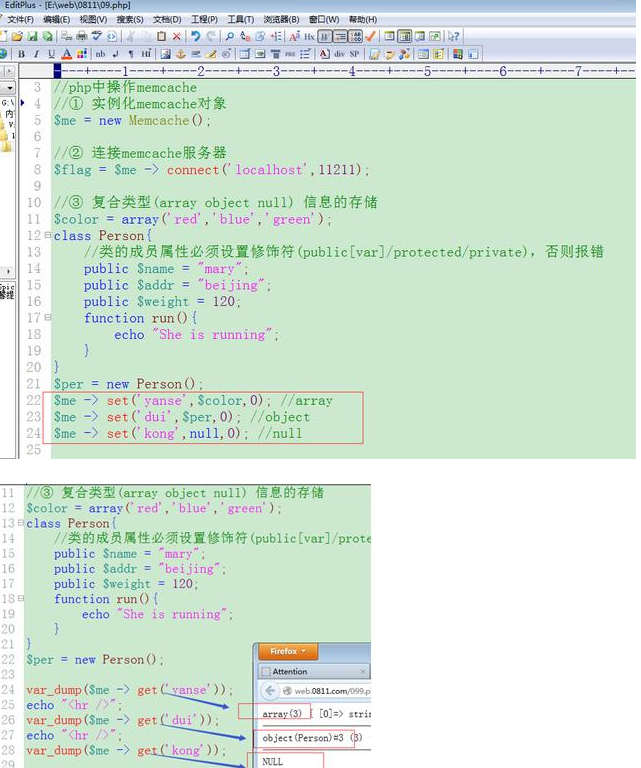 EditPlus - [E:\web\0811\09.php]
文件(F) 编辑(E) 视图(V) 搜索(S) 文档(D) 工程(P) 工具(T) 浏览器(B) 窗口(W) 帮助(H)
B I U A nb ¶ Hi A div SP
----+----1----+----2----+----3----+----4----+----5----+----6----+----7----+--
3 //php中操作memcache
4 //① 实例化memcache对象
5 $me = new Memcache();
6
7 //② 连接memcache服务器
8 $flag = $me -> connect('localhost',11211);
9
10 //③ 复合类型(array object null) 信息的存储
11 $color = array('red','blue','green');
12 class Person{
13 //类的成员属性必须设置修饰符(public[var]/protected/private), 否则报错
14 public $name = "mary";
15 public $addr = "beijing";
16 public $weight = 120;
17 function run(){
18 echo "She is running";
19 }
20 }
21 $per = new Person();
22 $me -> set('yanse',$color,0); //array
23 $me -> set('dui',$per,0); //object
24 $me -> set('kong',null,0); //null
25
11 //③ 复合类型(array object null) 信息的存储
12 $color = array('red','blue','green');
13 class Person{
14 //类的成员属性必须设置修饰符(public[var]/prote
15 public $name = "mary";
16 public $addr = "beijing";
17 public $weight = 120;
18 function run(){
19 echo "She is running";
20 }
21 }
22 $per = new Person();
23
24 var_dump($me -> get('yanse'));
25 echo "<hr />";
26 var_dump($me -> get('dui'));
27 echo "<hr />";
28 var_dump($me -> get('kong'));
29
Firefox
Attention
web.0811.com/099.p
array(3) { [0]=> strin
object(Person)#3 (3)
NULL